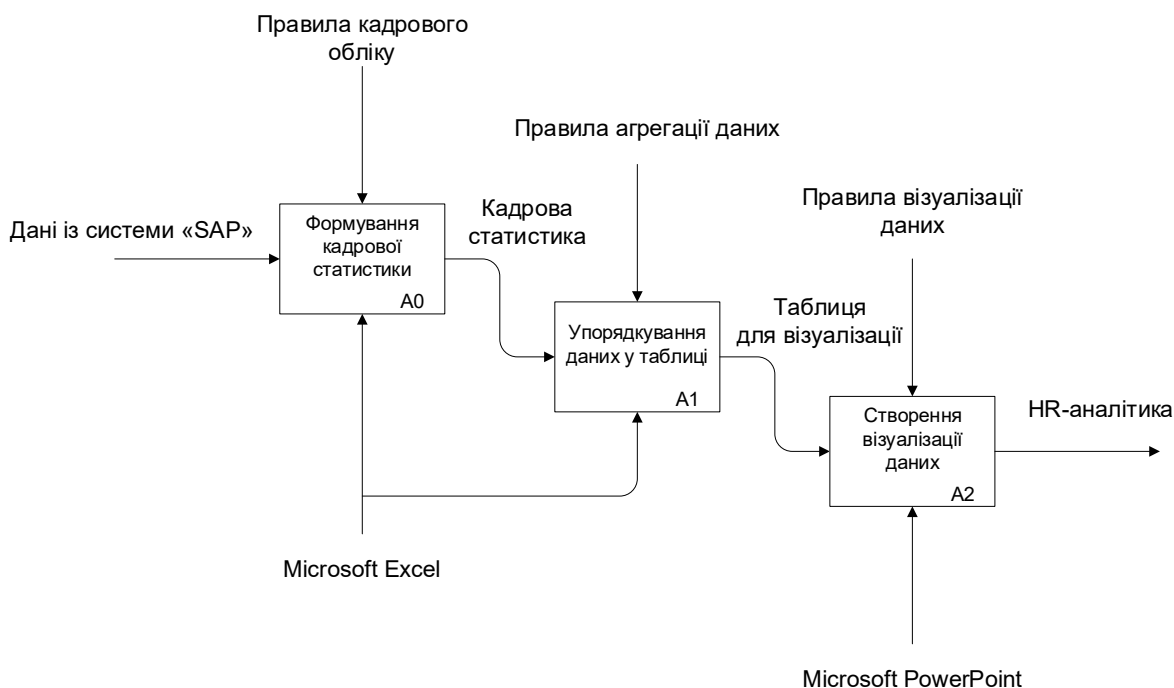 Правила кадрового
обліку
Правила агрегації даних
Правила візуалізації
даних
Дані із системи «SAP»
Формування
кадрової
статистики
A0
Кадрова
статистика
Упорядкування
даних у таблиці
A1
Таблиця
для візуалізації
Створення
візуалізації
даних
A2
HR-аналітика
Microsoft Excel
Microsoft PowerPoint